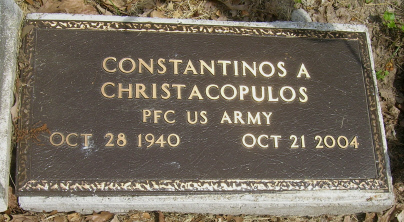 CONSTANTINOS A
CHRISTACOPULOS
PFC US ARMY
OCT 28 1940 OCT 21 2004